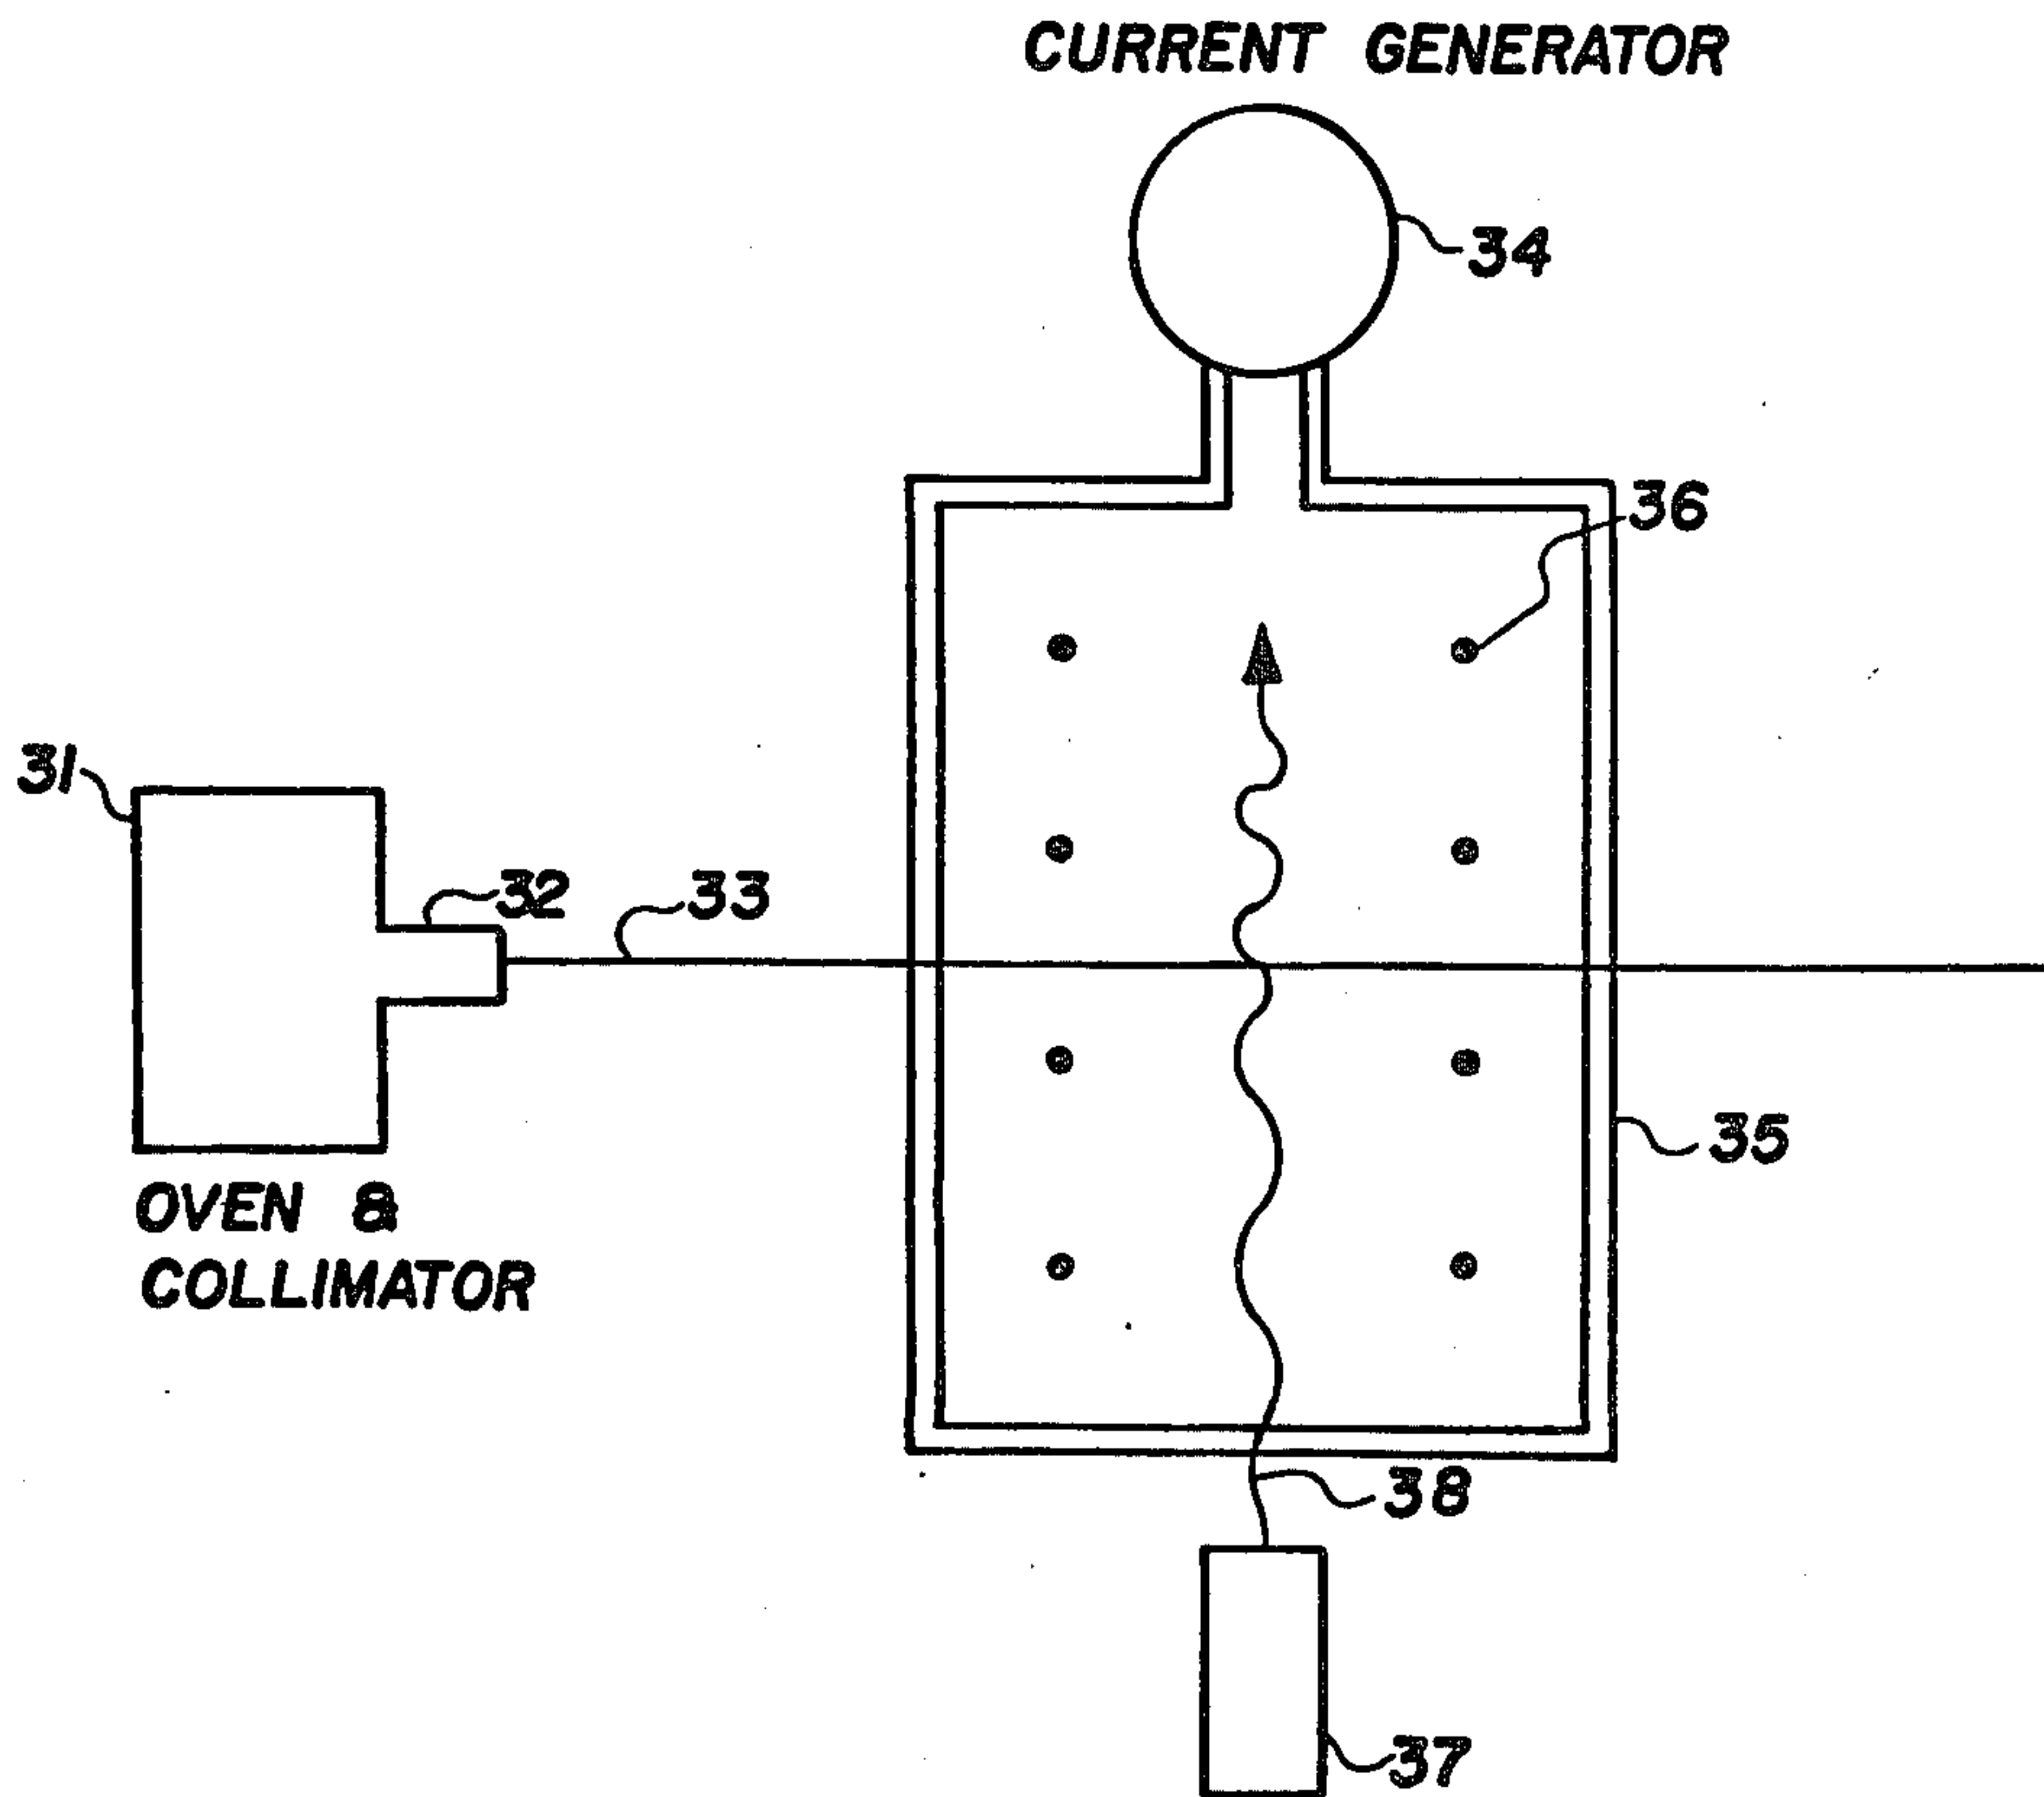 CURRENT GENERATOR
34
36
31
32
33
35
OVEN &
COLLIMATOR
38
37